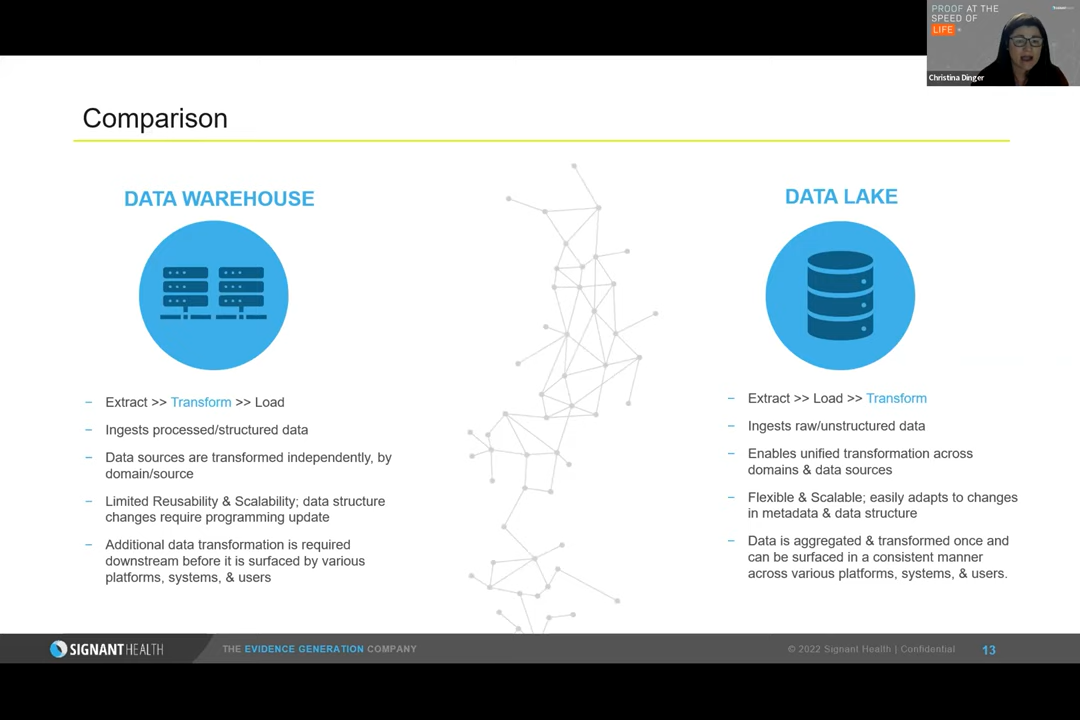 PROOF AT THE
SPEED OF
LIFE
Christina Dinger
Comparison
DATA WAREHOUSE
– Extract >> Transform >> Load
– Ingests processed/structured data
– Data sources are transformed independently, by
domain/source
– Limited Reusability & Scalability; data structure
changes require programming update
– Additional data transformation is required
downstream before it is surfaced by various
platforms, systems, & users
DATA LAKE
– Extract >> Load >> Transform
– Ingests raw/unstructured data
– Enables unified transformation across
domains & data sources
– Flexible & Scalable; easily adapts to changes
in metadata & data structure
– Data is aggregated & transformed once and
can be surfaced in a consistent manner
across various platforms, systems, & users.
SIGNANT HEALTH
THE EVIDENCE GENERATION COMPANY
© 2022 Signant Health | Confidential
13